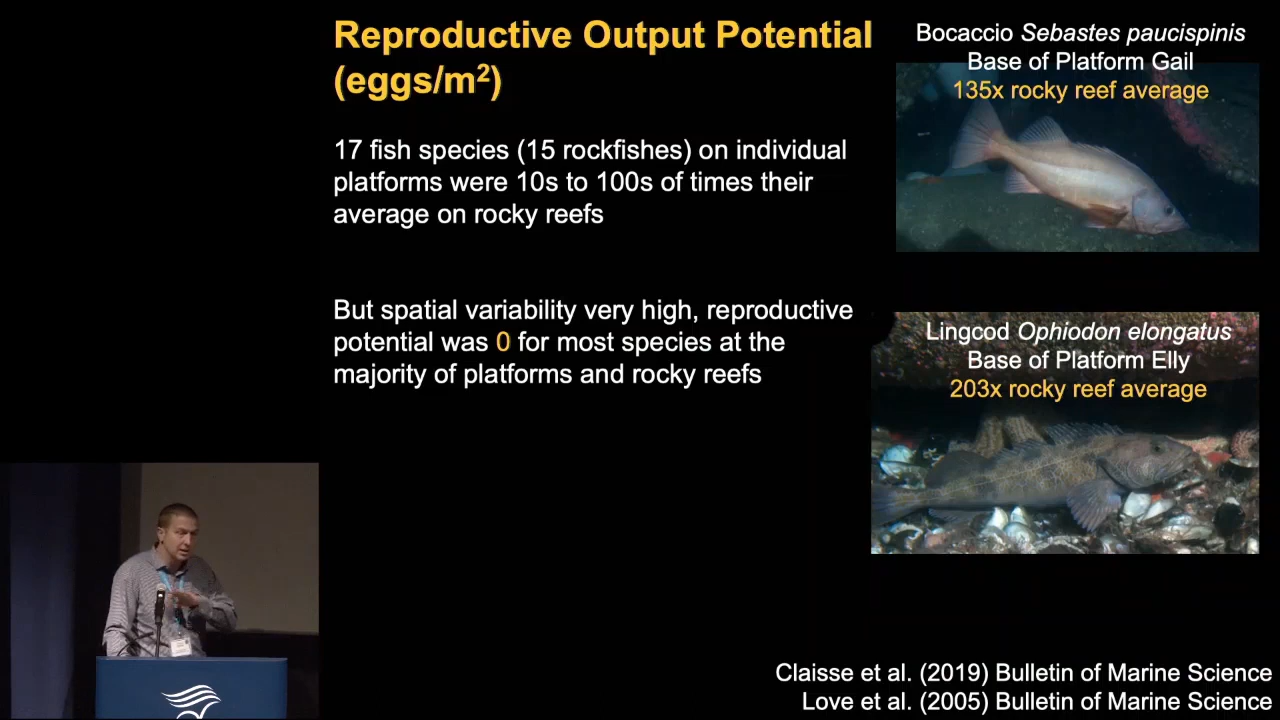 Reproductive Output Potential
(eggs/m²)
17 fish species (15 rockfishes) on individual
platforms were 10s to 100s of times their
average on rocky reefs
But spatial variability very high, reproductive
potential was 0 for most species at the
majority of platforms and rocky reefs
Bocaccio Sebastes paucispinis
Base of Platform Gail
135x rocky reef average
Lingcod Ophiodon elongatus
Base of Platform Elly
203x rocky reef average
Claisse et al. (2019) Bulletin of Marine Science
Love et al. (2005) Bulletin of Marine Science